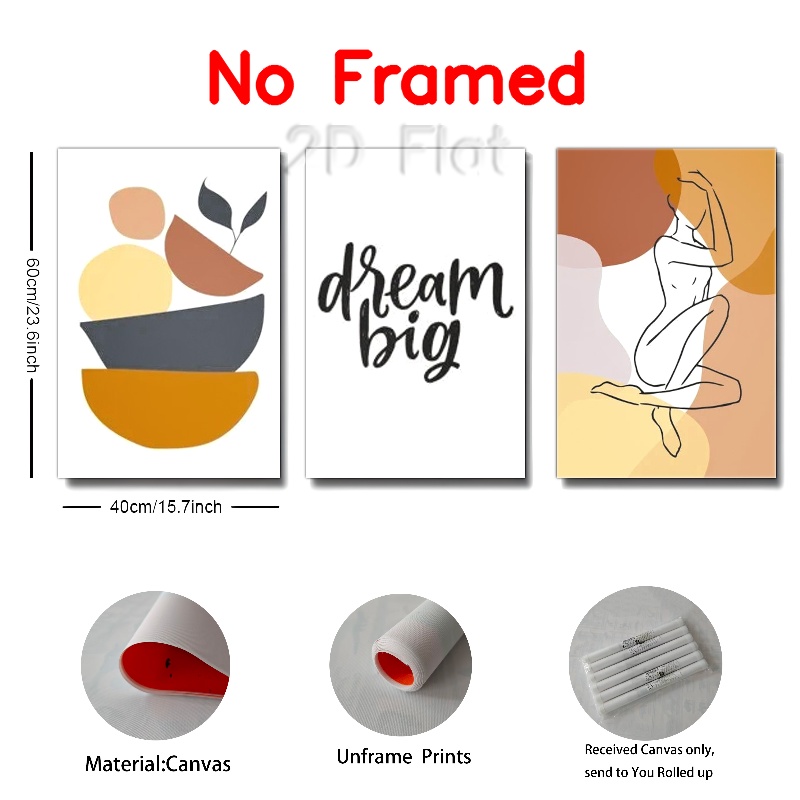 No Framed
2D Flat
60cm/23.6inch
dream
big
40cm/15.7inch
Material:Canvas
Unframe Prints
Received Canvas only,
send to You Rolled up